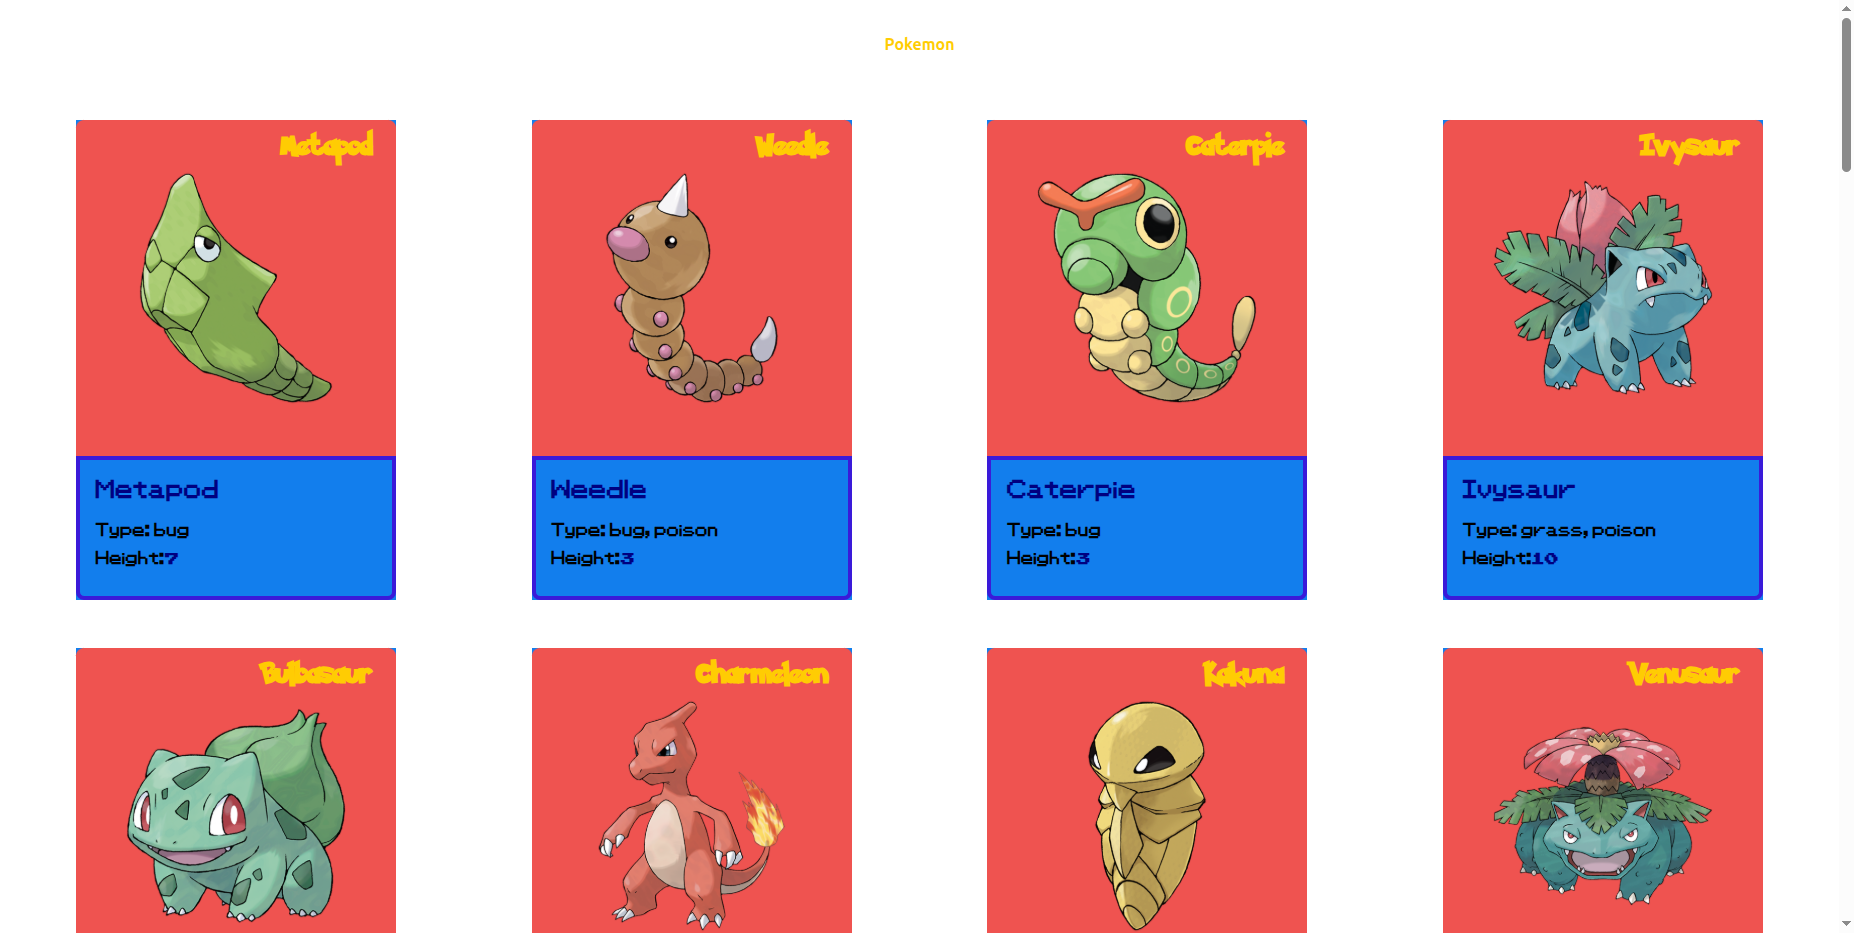 Pokemon
Metapod
Weedle
Caterpie
Ivysaur
Metapod
Type: bug
Height:7
Weedle
Type: bug, poison
Height:3
Caterpie
Type: bug
Height:3
Ivysaur
Type: grass, poison
Height:10
Bulbasaur
Charmeleon
Kakuna
Venusaur